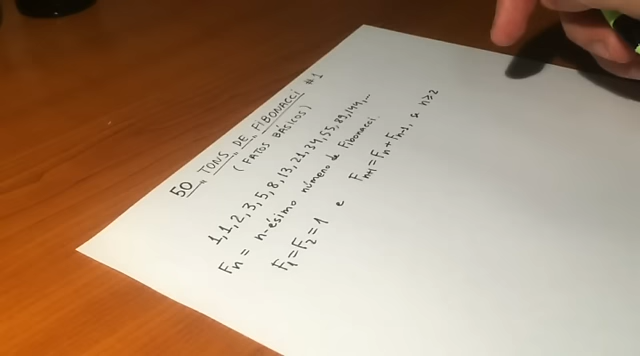 50 TONS DE FIBONACCI #1
(FATOS BÁSICOS)
1,1,2,3,5,8,13,21,34,55,89,144,...
Fn = n-ésimo número de Fibonacci.
F1=F2=1 e Fn+1=Fn+Fn-1, se n≥2